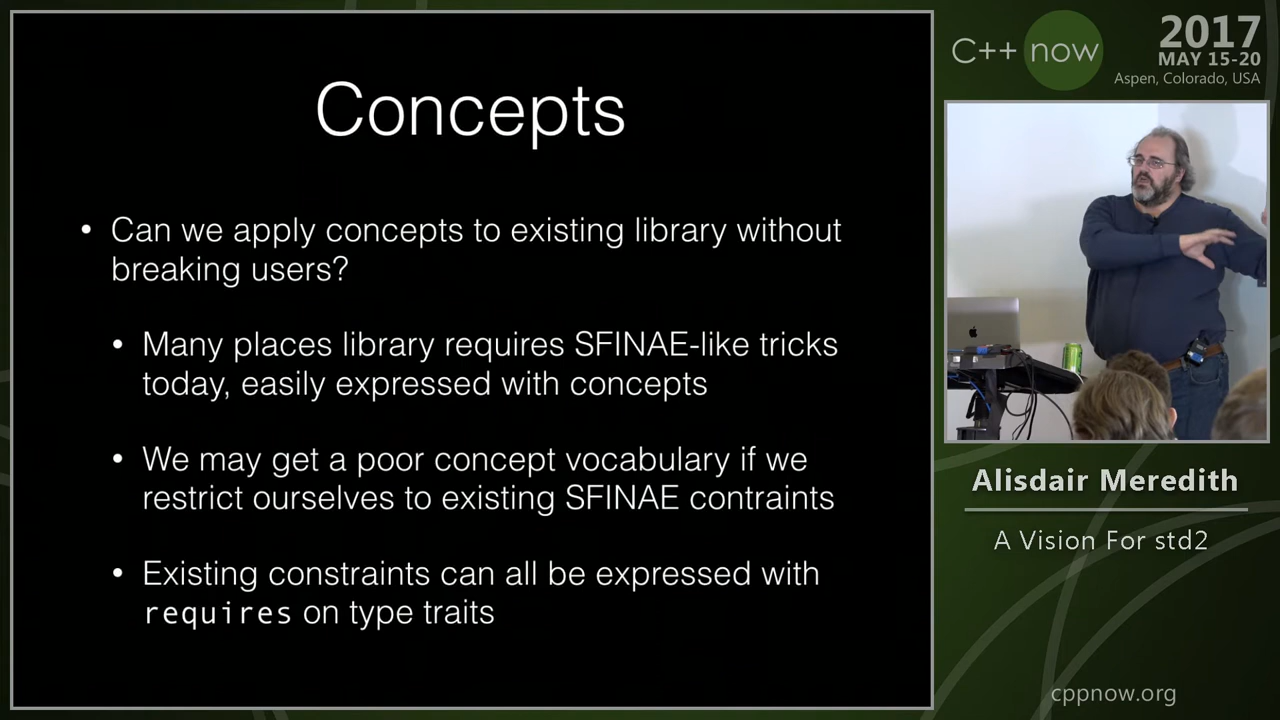 Concepts
• Can we apply concepts to existing library without
breaking users?
• Many places library requires SFINAE-like tricks
today, easily expressed with concepts
• We may get a poor concept vocabulary if we
restrict ourselves to existing SFINAE contraints
• Existing constraints can all be expressed with
requires on type traits
C++ now
2017
MAY 15-20
Aspen, Colorado, USA
Alisdair Meredith
A Vision For std2
cppnow.org